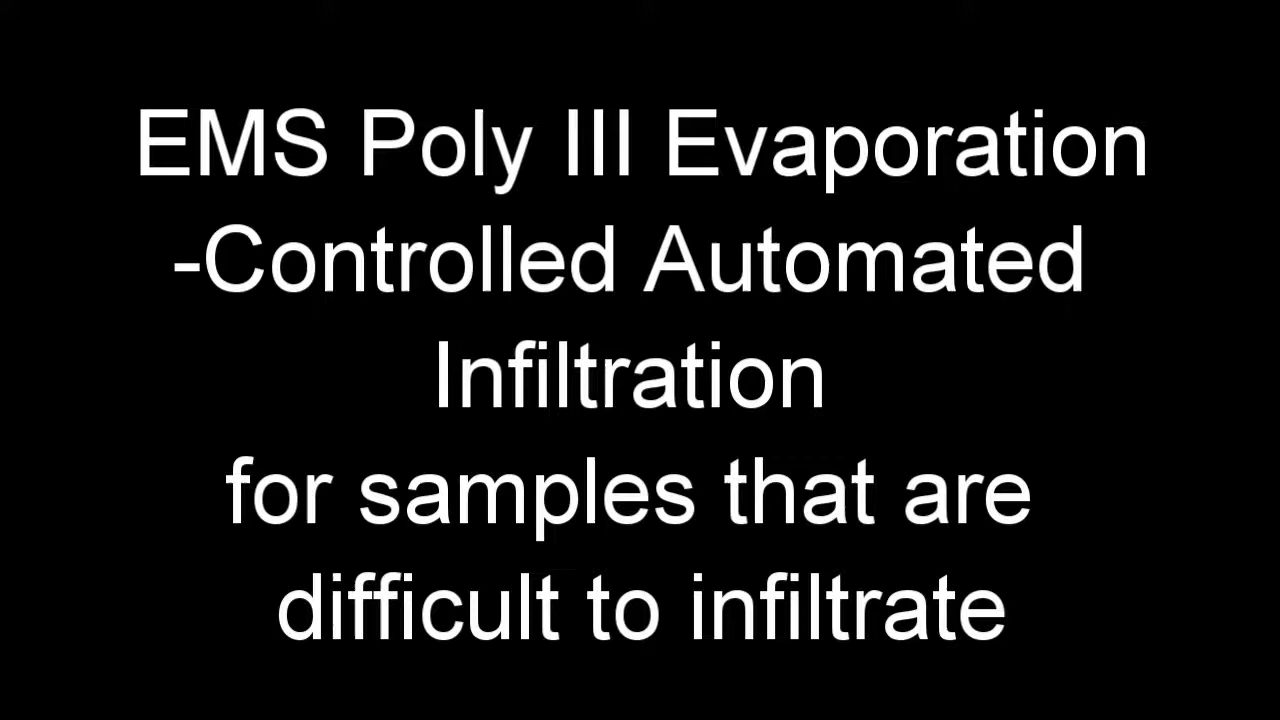 EMS Poly III Evaporation
-Controlled Automated
Infiltration
for samples that are
difficult to infiltrate